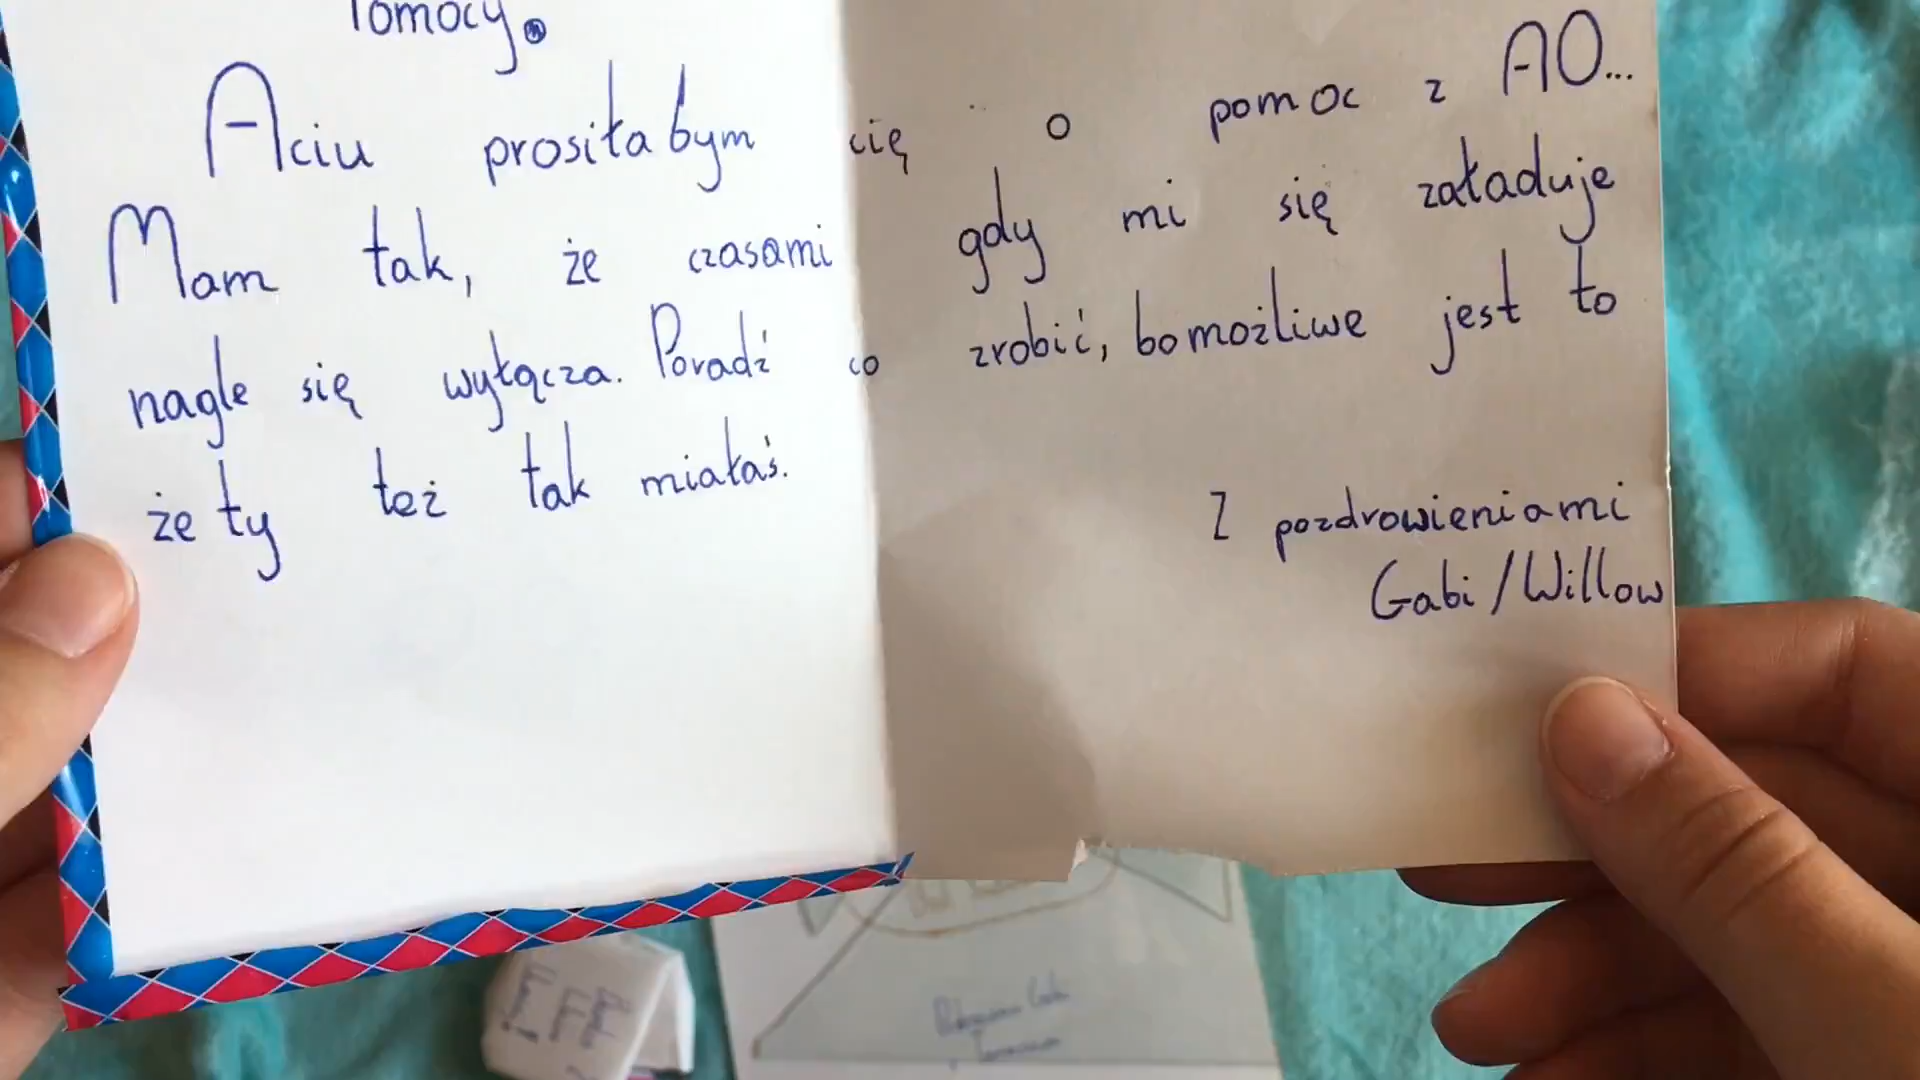 Pomocy.
Aciu prosiłabym cię o pomoc z AO...
Mam tak, że czasami gdy mi się załaduje
nagle się wyłącza. Poradź co zrobić, bo możliwe jest to
że ty też tak miałaś.
Z pozdrowieniami
Gabi/Willow